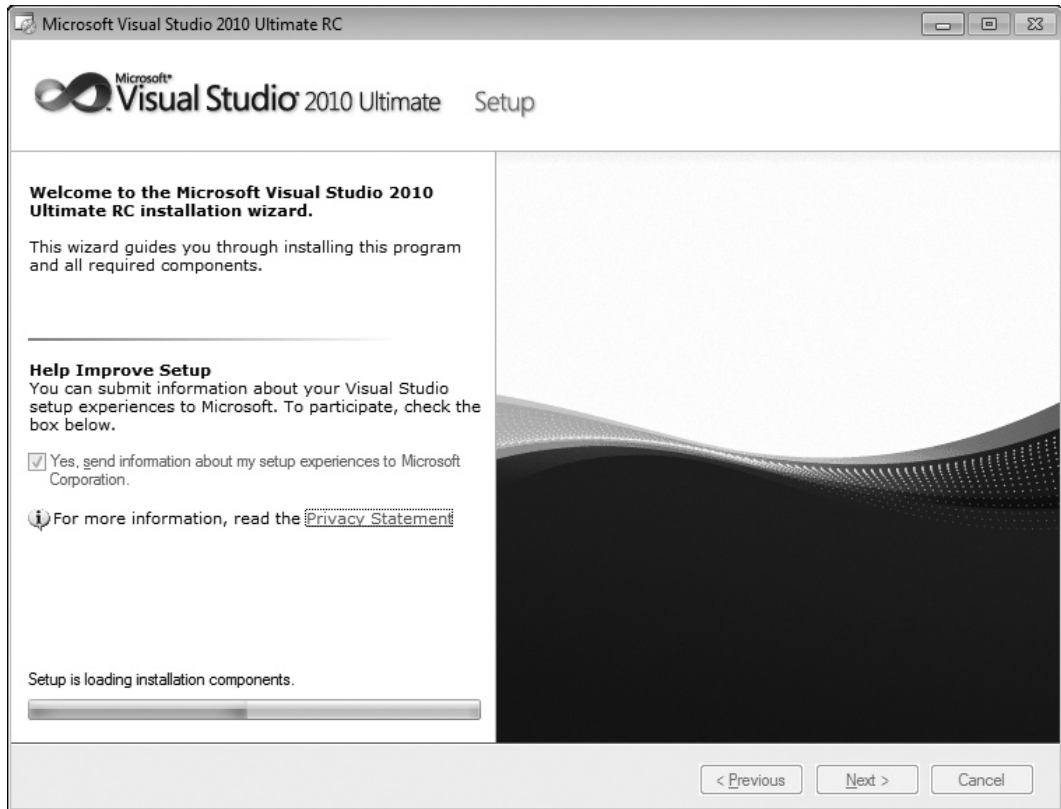 Microsoft Visual Studio 2010 Ultimate RC
Microsoft®
Visual Studio® 2010 Ultimate Setup
Welcome to the Microsoft Visual Studio 2010
Ultimate RC installation wizard.
This wizard guides you through installing this program
and all required components.
Help Improve Setup
You can submit information about your Visual Studio
setup experiences to Microsoft. To participate, check the
box below.
Yes, send information about my setup experiences to Microsoft
Corporation.
For more information, read the Privacy Statement
Setup is loading installation components.
< Previous Next > Cancel